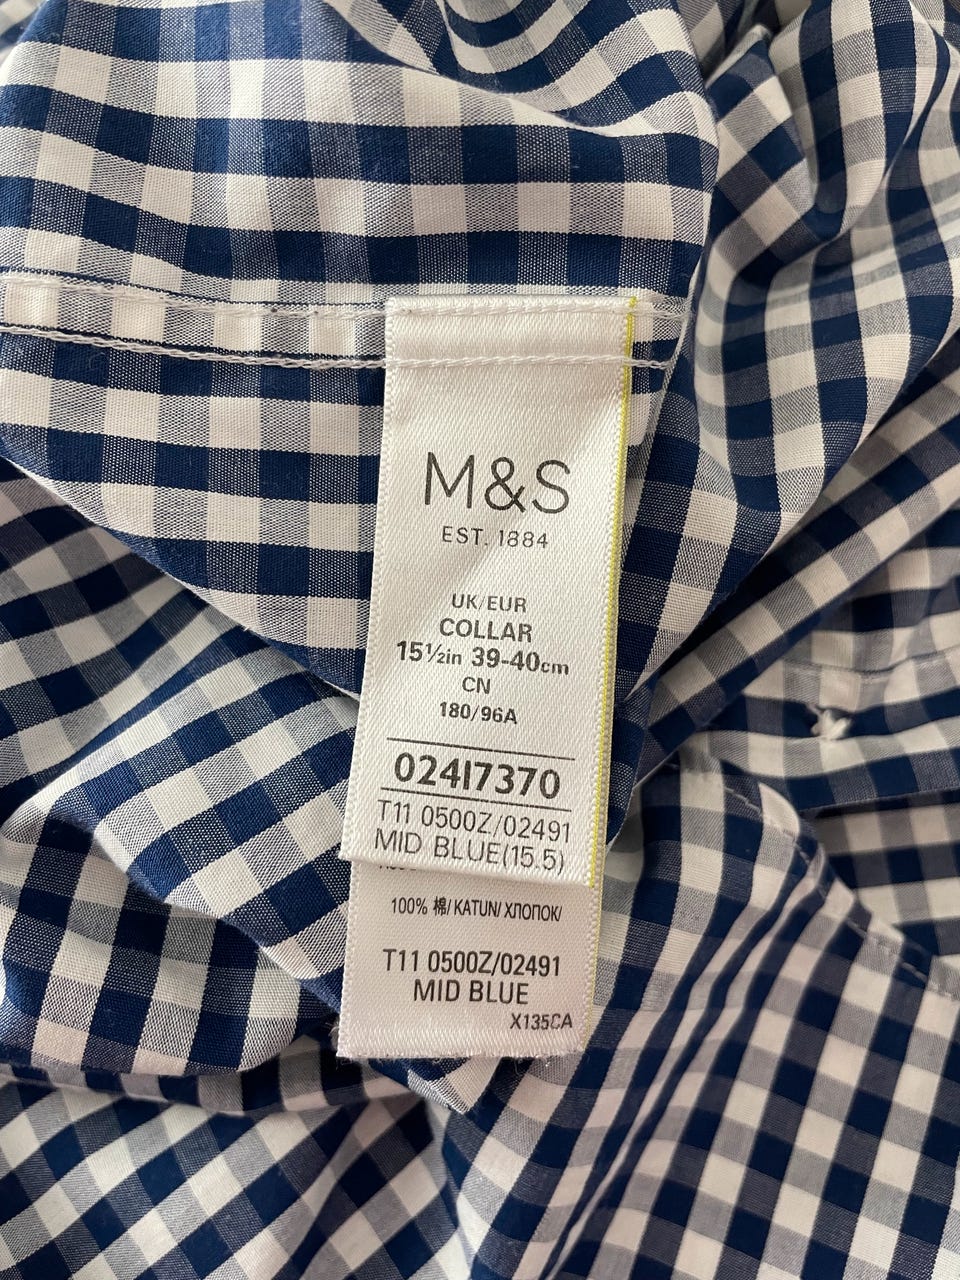 M&S
EST. 1884
UK/EUR
COLLAR
15½in 39-40cm
CN
180/96A
02417370
T11 0500Z/02491
MID BLUE(15.5)
100% 棉/ KATUN/ ХЛОПОК/
T11 0500Z/02491
MID BLUE
X135CA